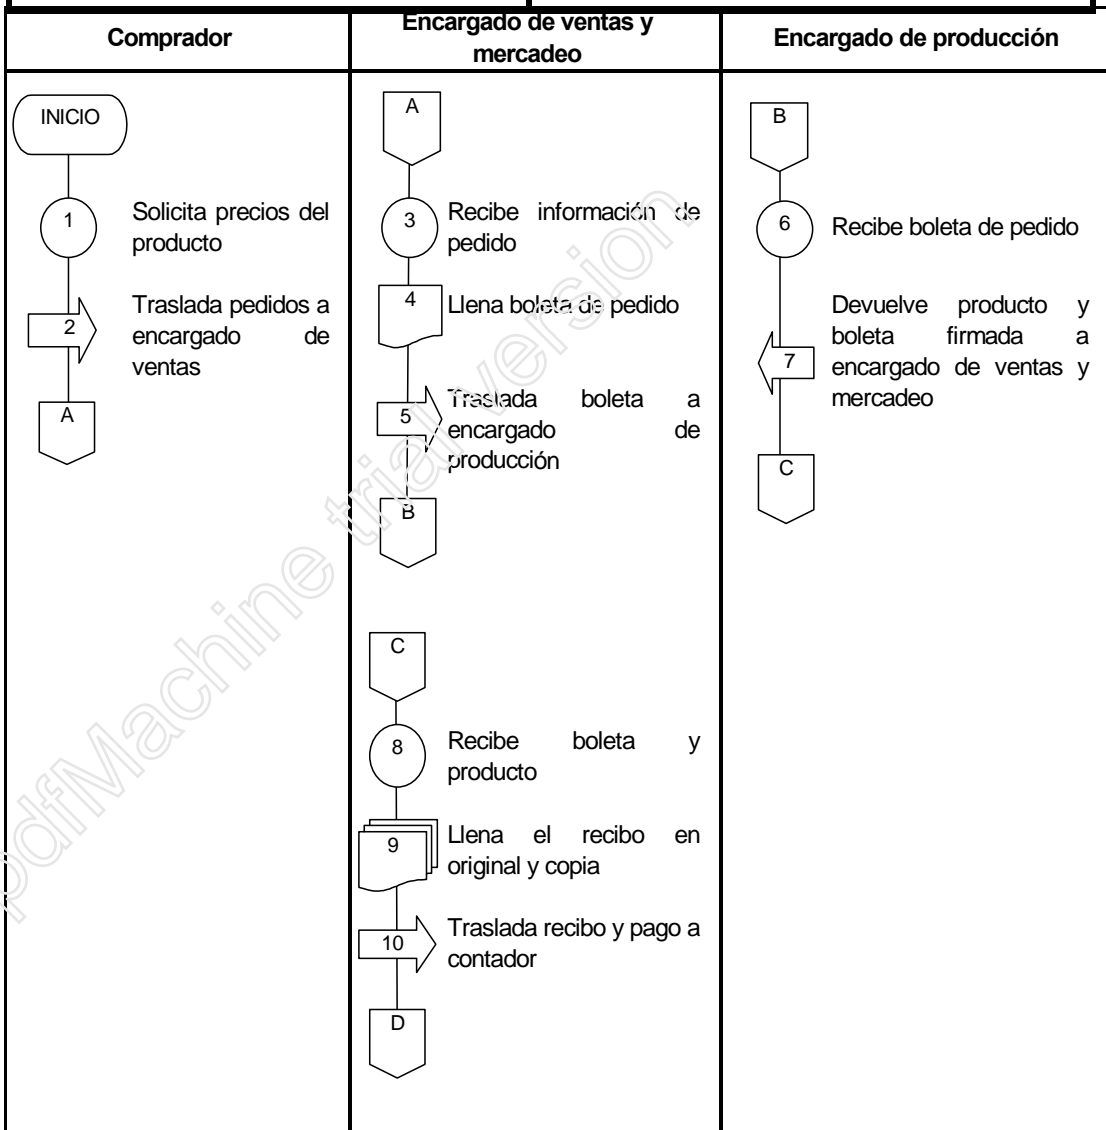 Comprador
Encargado de ventas y
mercadeo
Encargado de producción
INICIO
1
Solicita precios del
producto
2
Traslada pedidos a
encargado de
ventas
A
A
3
Recibe información de
pedido
4
Llena boleta de pedido
5
Traslada boleta a
encargado de
producción
B
B
6
Recibe boleta de pedido
7
Devuelve producto y
boleta firmada a
encargado de ventas y
mercadeo
C
C
8
Recibe boleta y
producto
9
Llena el recibo en
original y copia
10
Traslada recibo y pago a
contador
D
pdfMachine trial version